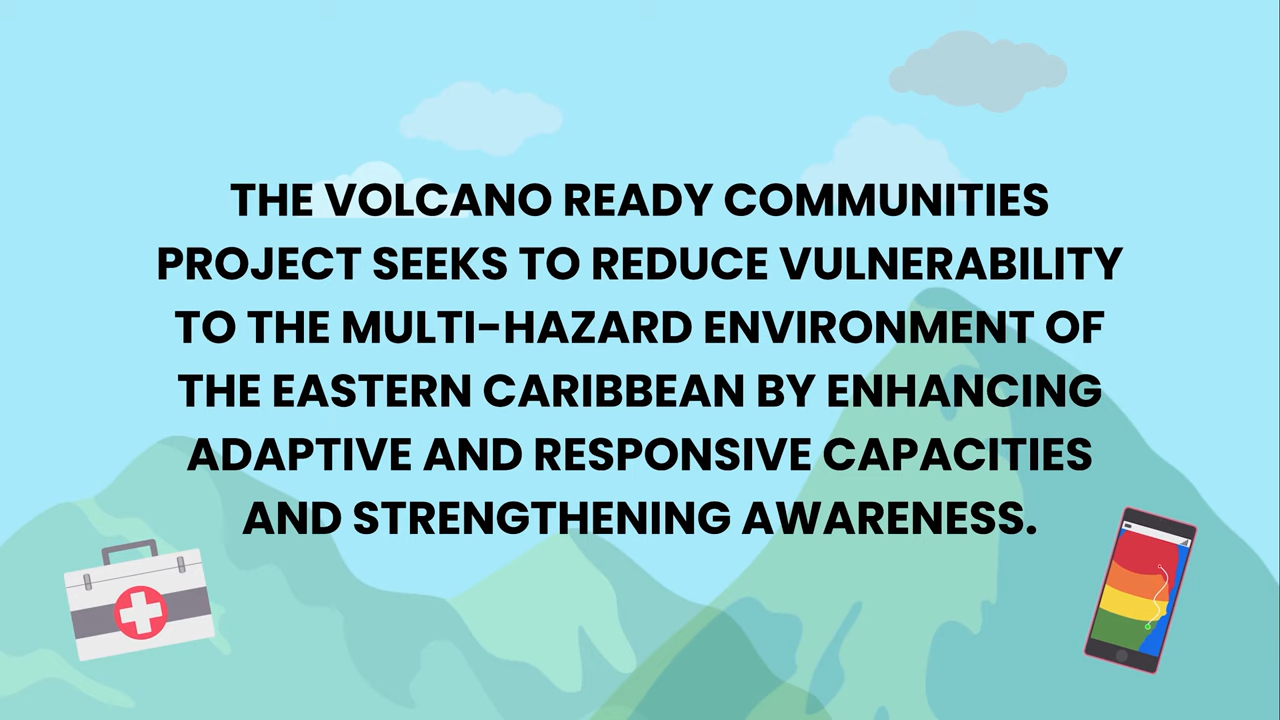 THE VOLCANO READY COMMUNITIES
PROJECT SEEKS TO REDUCE VULNERABILITY
TO THE MULTI-HAZARD ENVIRONMENT OF
THE EASTERN CARIBBEAN BY ENHANCING
ADAPTIVE AND RESPONSIVE CAPACITIES
AND STRENGTHENING AWARENESS.